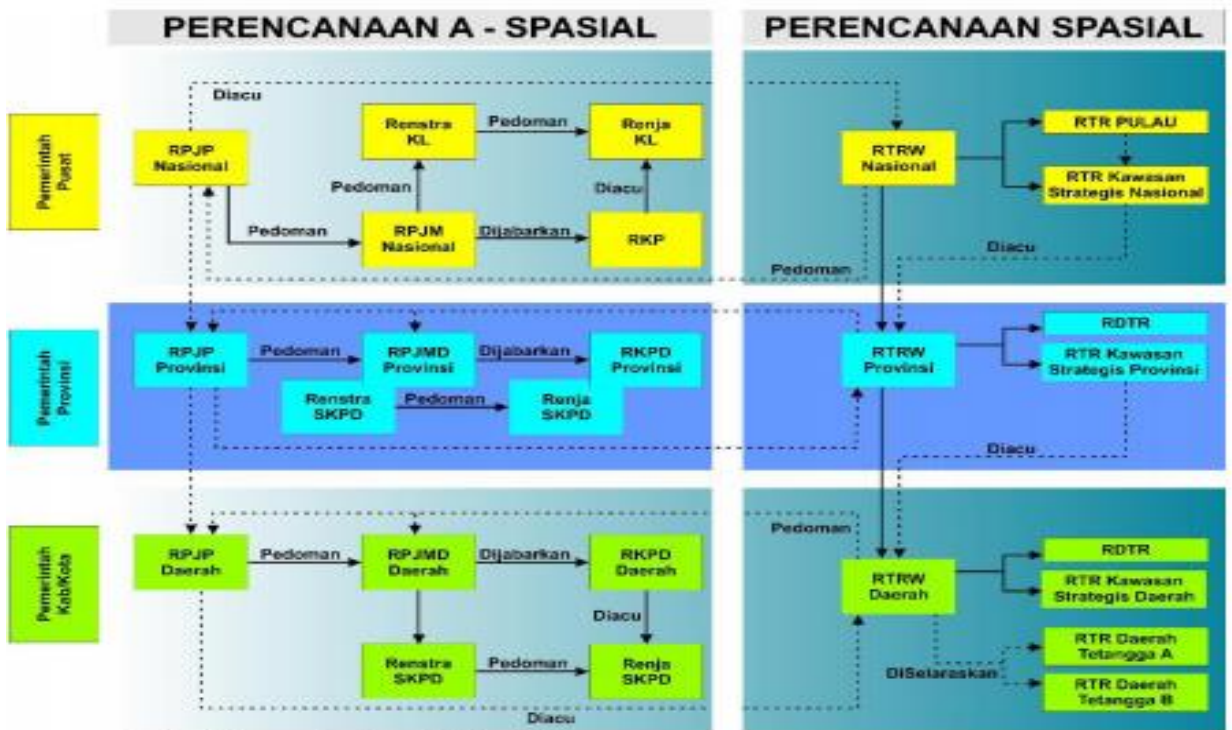 PERENCANAAN A - SPASIAL
PERENCANAAN SPASIAL
Pemerintah
Pusat
Diacu
RPJP
Nasional
Renstra
KL
Pedoman
Renja
KL
Pedoman
Diacu
Pedoman
RPJM
Nasional
Dijabarkan
RKP
RTRW
Nasional
RTR PULAU
RTR Kawasan
Strategis Nasional
Diacu
Pedoman
Pemerintah
Provinsi
RPJP
Provinsi
Pedoman
RPJMD
Provinsi
Dijabarkan
RKPD
Provinsi
Renstra
SKPD
Pedoman
Renja
SKPD
RTRW
Provinsi
RDTR
RTR Kawasan
Strategis Provinsi
Diacu
Pemerintah
Kab/Kota
RPJP
Daerah
Pedoman
RPJMD
Daerah
Dijabarkan
RKPD
Daerah
Diacu
Renstra
SKPD
Pedoman
Renja
SKPD
Diacu
Pedoman
RTRW
Daerah
RDTR
RTR Kawasan
Strategis Daerah
DiSelaraskan
RTR Daerah
Tetangga A
RTR Daerah
Tetangga B